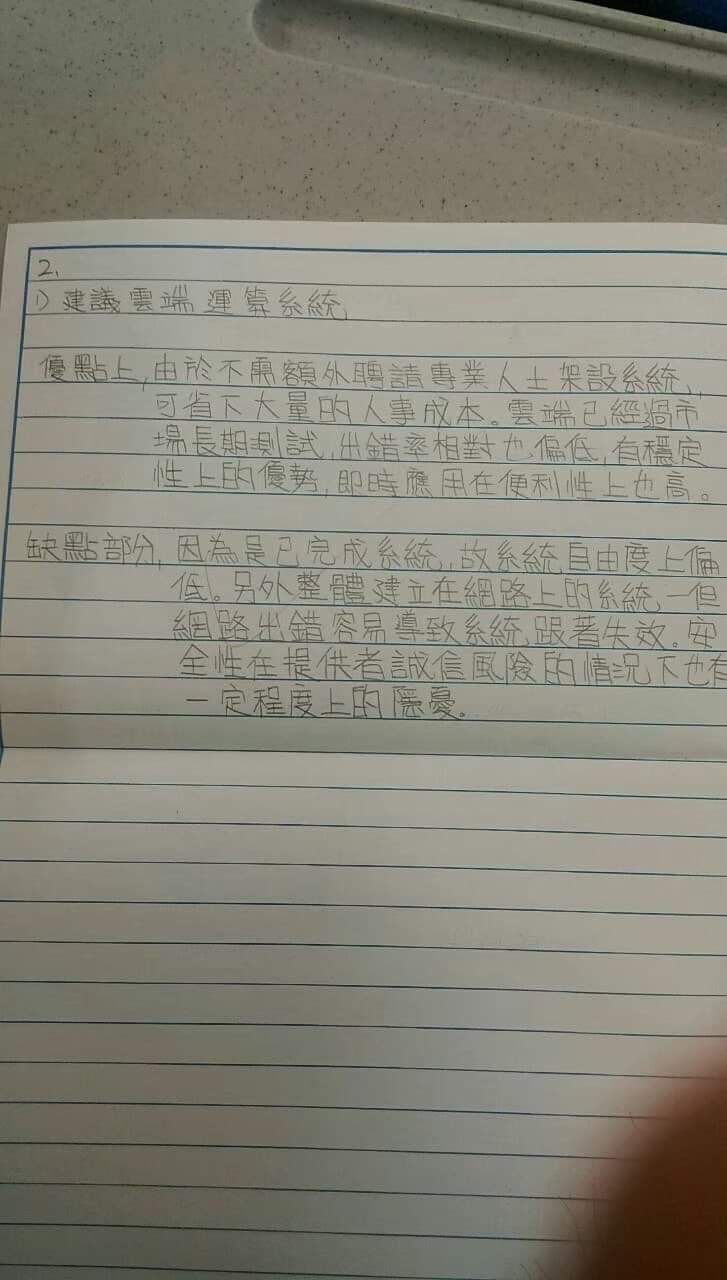 2.
1) 建議雲端運算系統
優點上,由於不需額外聘請專業人士架設系統,
可省下大量的人事成本。雲端已經過市
場長期測試,出錯率相對也偏低,有穩定
性上的優勢,即時應用在便利性上也高。
缺點部分,因為是已完成系統,故系統自由度上偏
低。另外整體建立在網路上的系統一但
網路出錯容易導致系統跟著失效。安
全性在提供者誠信風險的情況下也有
一定程度上的隱憂。